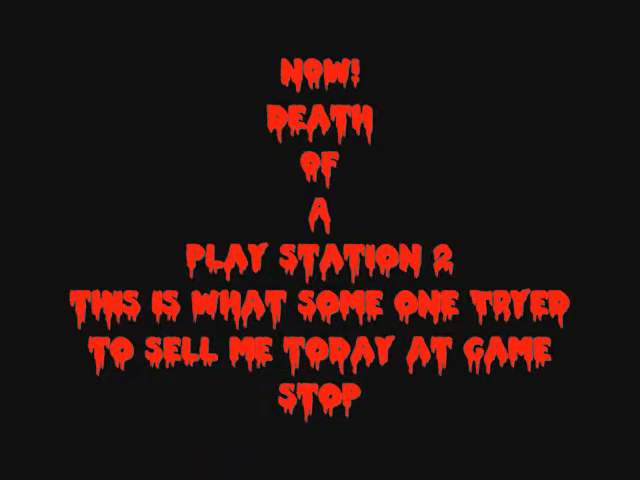 NOW!
DEATH
OF
A
PLAY STATION 2
THIS IS WHAT SOME ONE TRYED
TO SELL ME TODAY AT GAME
STOP